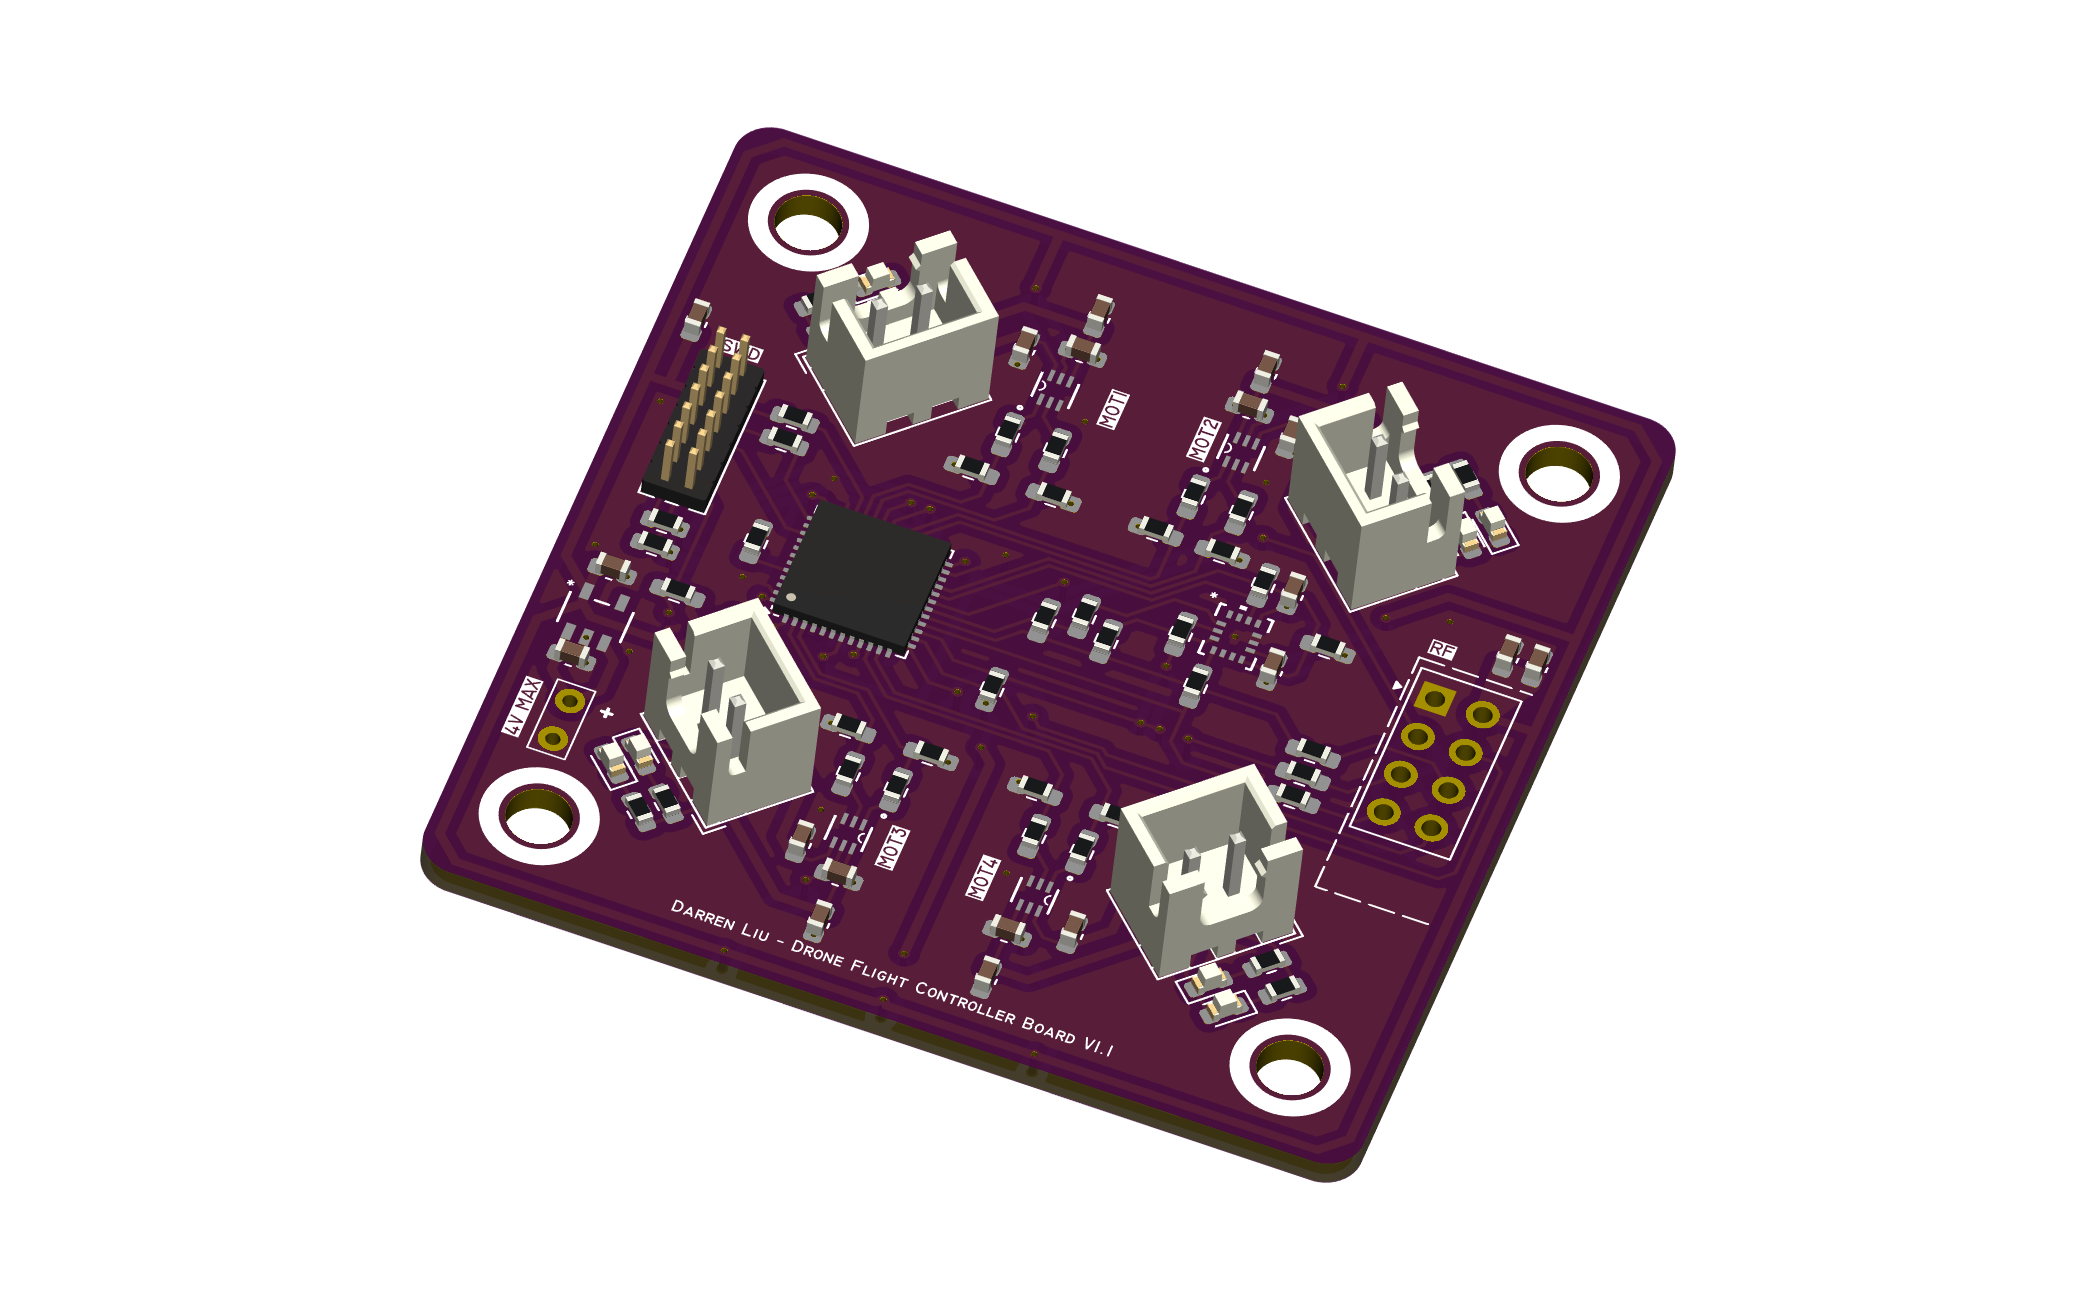 SWD
MOT1
MOT2
RF
4V MAX
+
MOT3
MOT4
DARREN LIU - DRONE FLIGHT CONTROLLER BOARD V1.1